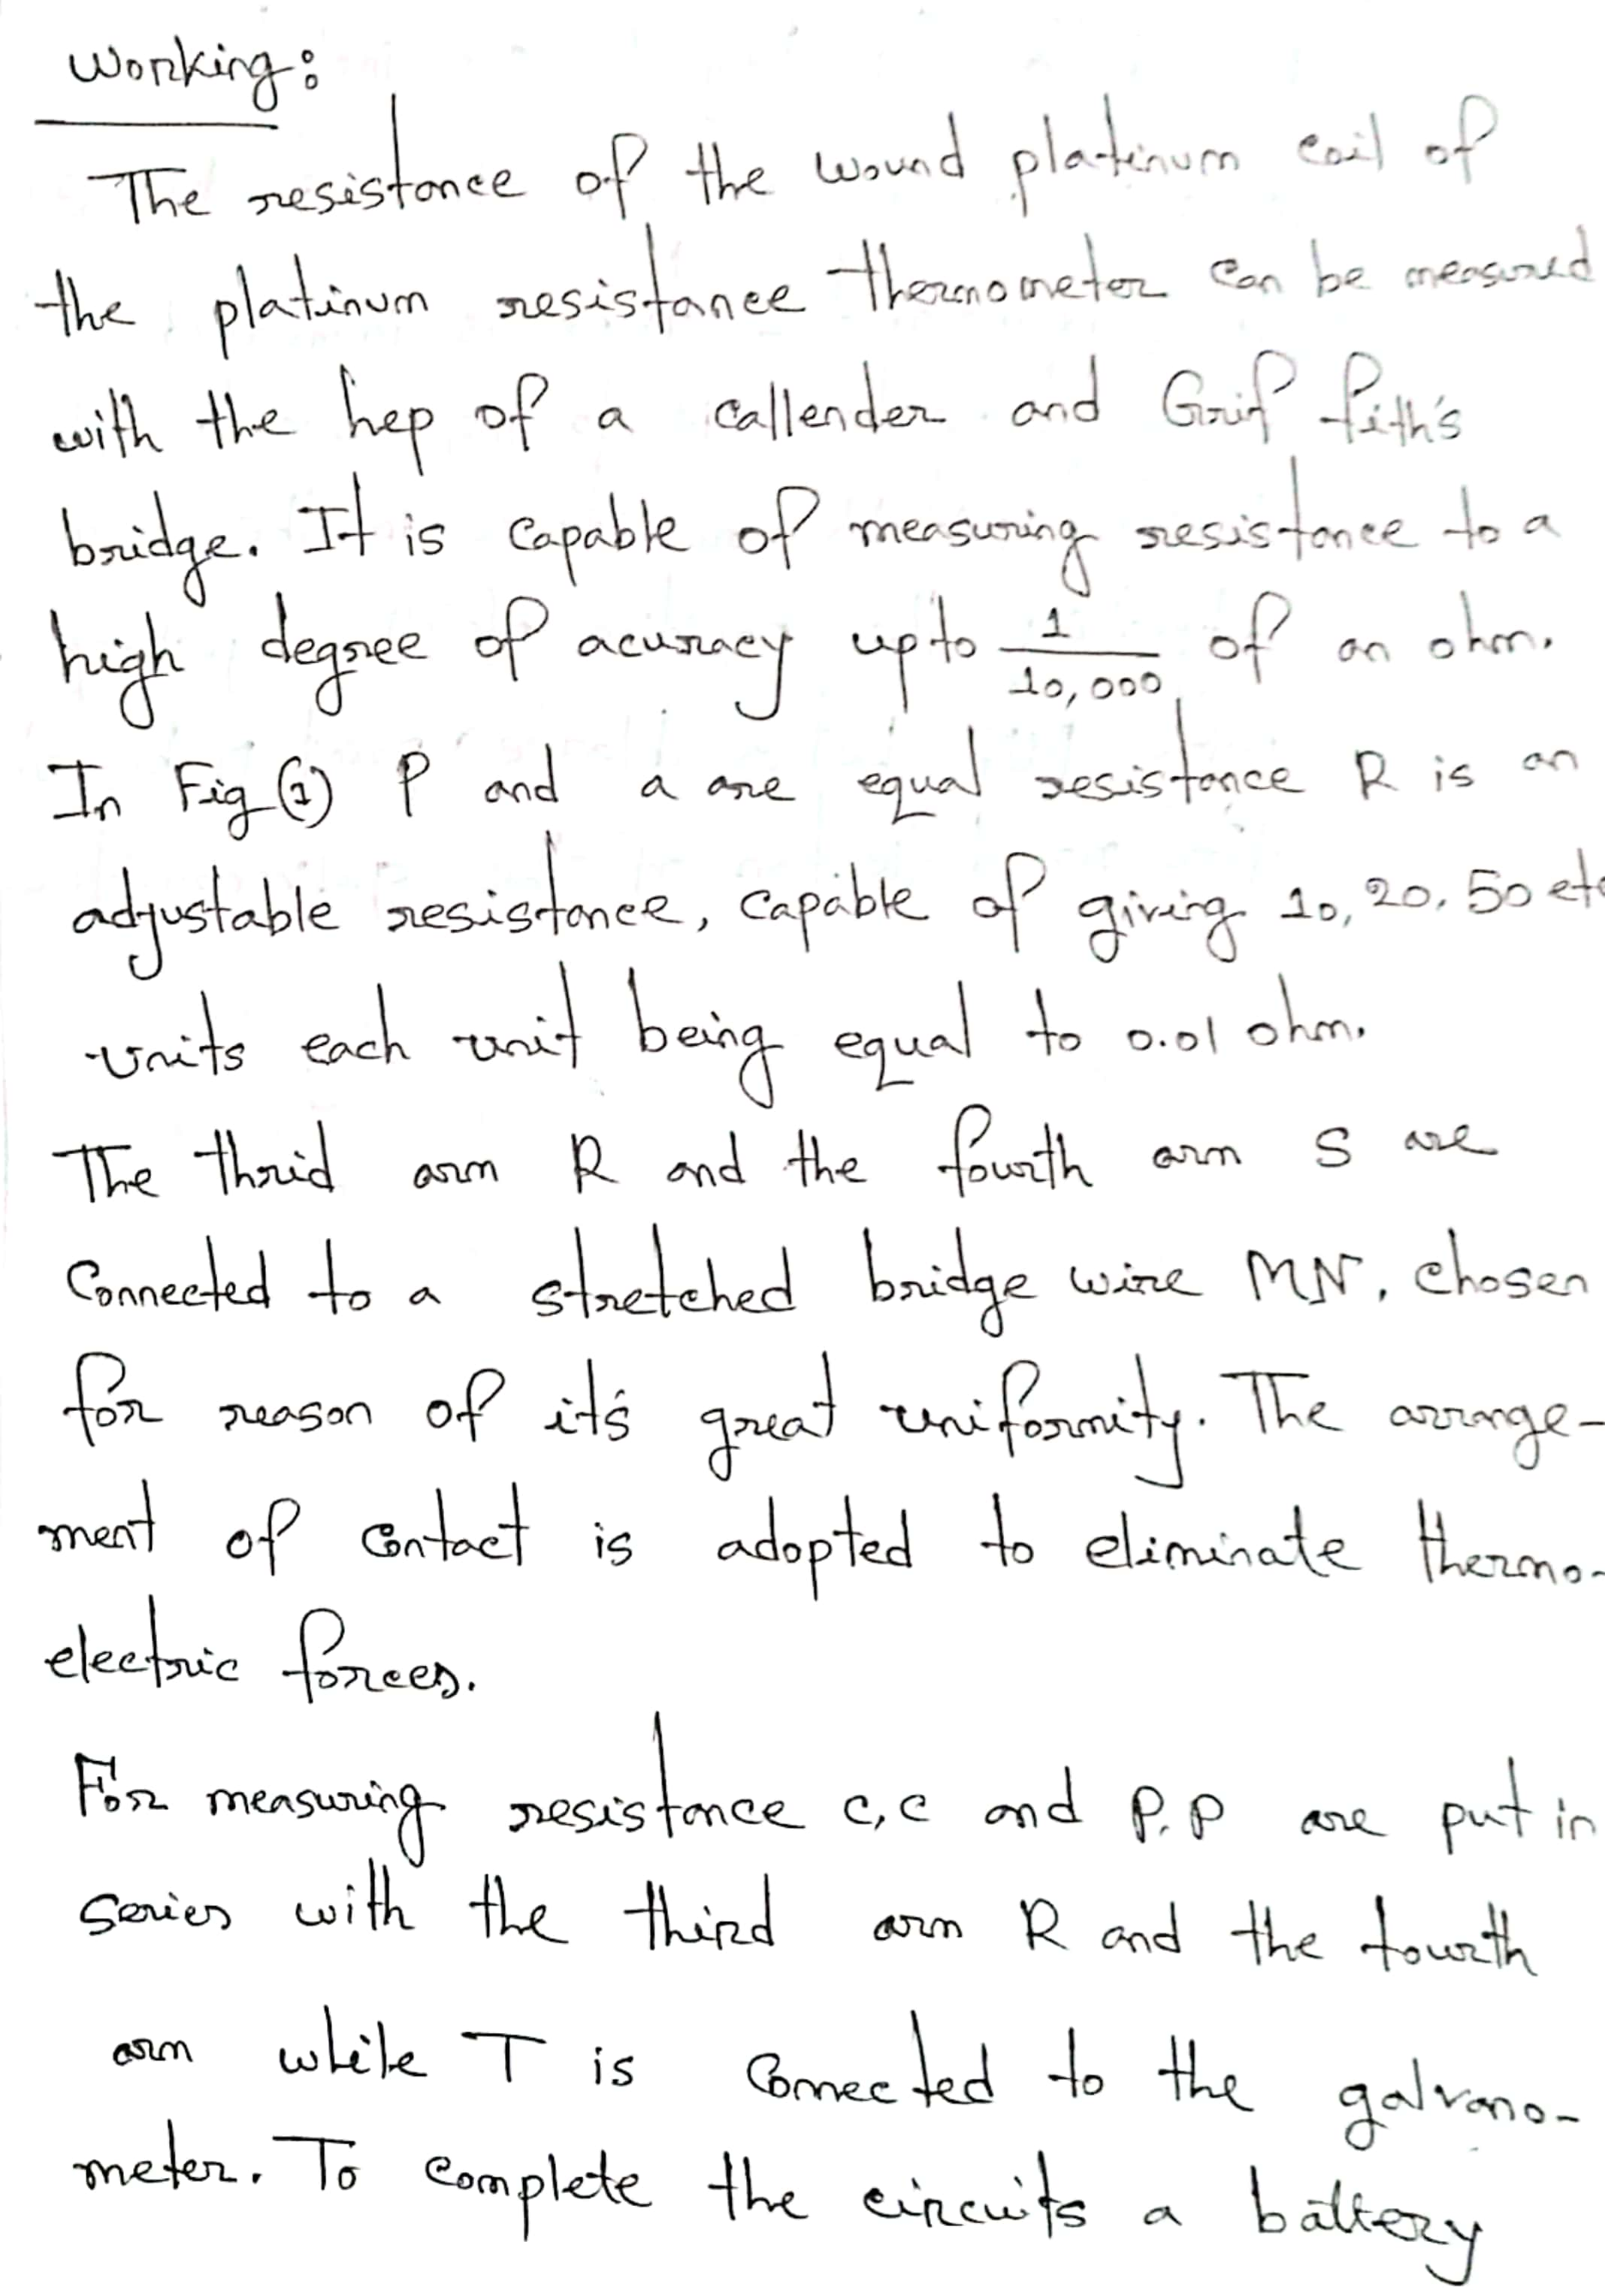 Working:
The resistance of the wound platinum coil of
the platinum resistance thermometer can be measured
with the hep of a callender and Grif fith's
bridge. It is capable of measuring resistance to a
high degree of acuracy upto 1/10,000 of an ohm.
In Fig (1) P and a are equal resistance R is an
adjustable resistance, capable of giving 10, 20, 50 etc
units each unit being equal to 0.01 ohm.
The thrid arm R and the fourth arm S are
Connected to a stretched bridge wire MN, chosen
for reason of it's great uniformity. The arrange-
ment of contact is adopted to eliminate thermo-
electric forces.
For measuring resistance c,c and P,P are put in
series with the third arm R and the fourth
arm while T is connected to the galvano-
meter. To complete the circuits a battery